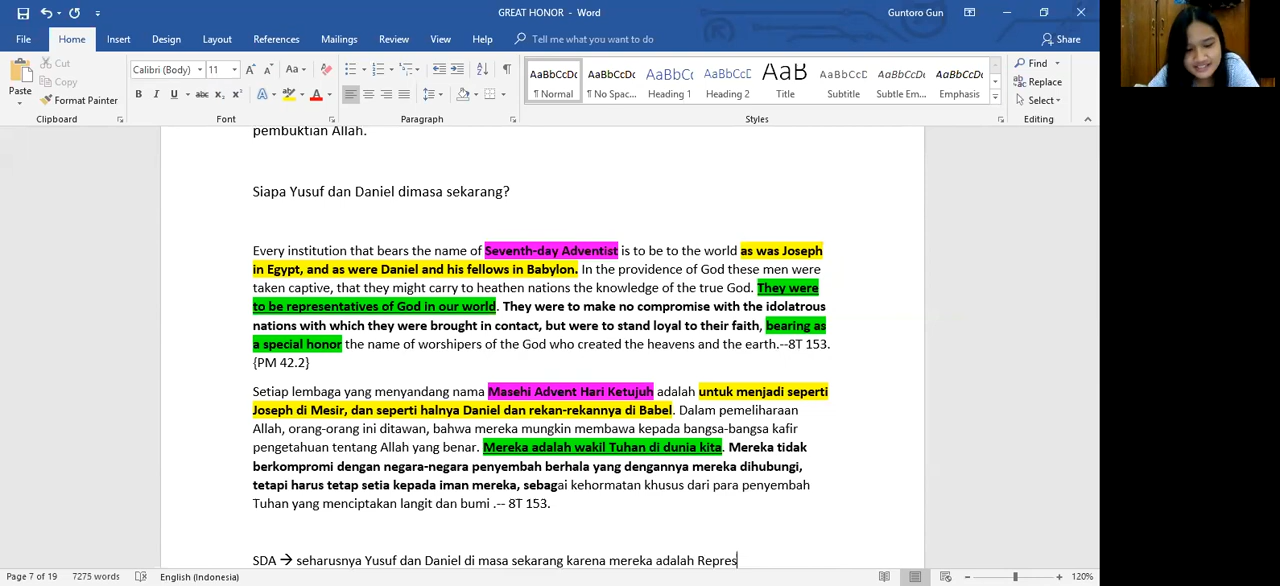 GREAT HONOR - Word
Guntoro Gun
File Home Insert Design Layout References Mailings Review View Help Tell me what you want to do Share
Paste Cut Copy Format Painter
Calibri (Body) 11 Aa
B I U abc x₂ x² A A
AaBbCcDc AaBbCcDc AaBbCc AaBbCcD AaB AaBbCcD AaBbCcDc AaBbCcDc
¶ Normal ¶ No Spac... Heading 1 Heading 2 Title Subtitle Subtle Em... Emphasis
Find Replace Select
Clipboard Font Paragraph Styles Editing
pembuktian Allah.
Siapa Yusuf dan Daniel dimasa sekarang?
Every institution that bears the name of Seventh-day Adventist is to be to the world as was Joseph
in Egypt, and as were Daniel and his fellows in Babylon. In the providence of God these men were
taken captive, that they might carry to heathen nations the knowledge of the true God. They were
to be representatives of God in our world. They were to make no compromise with the idolatrous
nations with which they were brought in contact, but were to stand loyal to their faith, bearing as
a special honor the name of worshipers of the God who created the heavens and the earth.--8T 153.
{PM 42.2}
Setiap lembaga yang menyandang nama Masehi Advent Hari Ketujuh adalah untuk menjadi seperti
Joseph di Mesir, dan seperti halnya Daniel dan rekan-rekannya di Babel. Dalam pemeliharaan
Allah, orang-orang ini ditawan, bahwa mereka mungkin membawa kepada bangsa-bangsa kafir
pengetahuan tentang Allah yang benar. Mereka adalah wakil Tuhan di dunia kita. Mereka tidak
berkompromi dengan negara-negara penyembah berhala yang dengannya mereka dihubungi,
tetapi harus tetap setia kepada iman mereka, sebagai kehormatan khusus dari para penyembah
Tuhan yang menciptakan langit dan bumi .-- 8T 153.
SDA → seharusnya Yusuf dan Daniel di masa sekarang karena mereka adalah Repres
Page 7 of 19 7275 words English (Indonesia) 120%